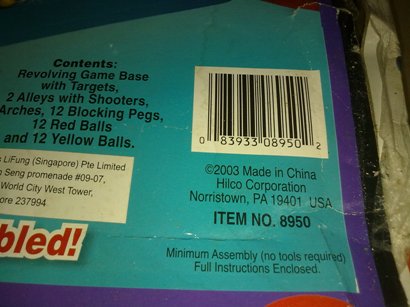 Contents:
Revolving Game Base
with Targets,
2 Alleys with Shooters,
Arches, 12 Blocking Pegs,
12 Red Balls
and 12 Yellow Balls.
0 83933 08950 2
LiFung (Singapore) Pte Limited
Seng promenade #09-07,
World City West Tower,
ore 237994
©2003 Made in China
Hilco Corporation
Norristown, PA 19401 USA
ITEM NO. 8950
bled!
Minimum Assembly (no tools required)
Full Instructions Enclosed.